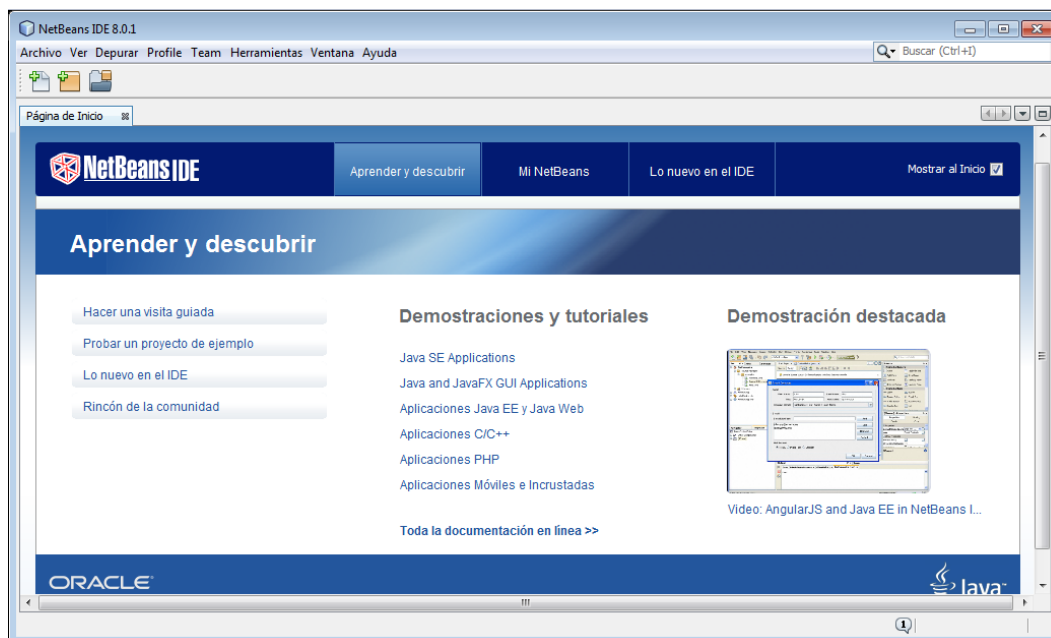 NetBeans IDE 8.0.1
Archivo Ver Depurar Profile Team Herramientas Ventana Ayuda
Buscar (Ctrl+I)
Página de Inicio
NetBeans IDE
Aprender y descubrir
Mi NetBeans
Lo nuevo en el IDE
Mostrar al Inicio
Aprender y descubrir
Hacer una visita guiada
Probar un proyecto de ejemplo
Lo nuevo en el IDE
Rincón de la comunidad
Demostraciones y tutoriales
Java SE Applications
Java and JavaFX GUI Applications
Aplicaciones Java EE y Java Web
Aplicaciones C/C++
Aplicaciones PHP
Aplicaciones Móviles e Incrustadas
Toda la documentación en línea >>
Demostración destacada
Video: AngularJS and Java EE in NetBeans I...
ORACLE
Java
1